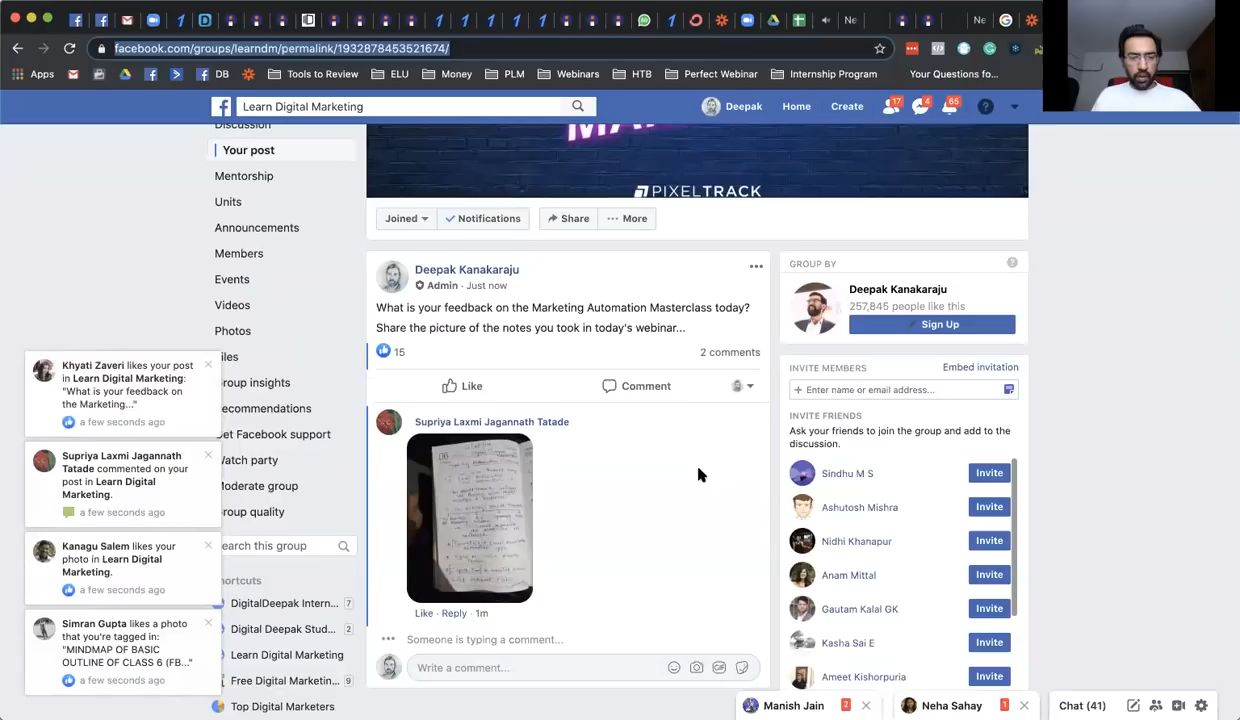 Ne
Ne
facebook.com/groups/learndm/permalink/1932878453521674/
Apps
DB
Tools to Review
ELU
Money
PLM
Webinars
HTB
Perfect Webinar
Internship Program
Your Questions fo...
Learn Digital Marketing
Deepak
Home
Create
17
4
65
Discussion
Your post
Mentorship
Units
Announcements
Members
Events
Videos
Photos
iles
roup insights
ecommendations
et Facebook support
atch party
oderate group
roup quality
earch this group
hortcuts
DigitalDeepak Intern... 7
Digital Deepak Stud... 2
Learn Digital Marketing
Free Digital Marketin... 9
Top Digital Marketers
PIXELTRACK
Joined
Notifications
Share
More
Deepak Kanakaraju
Admin · Just now
What is your feedback on the Marketing Automation Masterclass today?
Share the picture of the notes you took in today's webinar...
15
2 comments
Like
Comment
Supriya Laxmi Jagannath Tatade
Like · Reply · 1m
Someone is typing a comment...
Write a comment...
GROUP BY
Deepak Kanakaraju
257,845 people like this
Sign Up
INVITE MEMBERS
Embed invitation
Enter name or email address...
INVITE FRIENDS
Ask your friends to join the group and add to the
discussion.
Sindhu M S
Invite
Ashutosh Mishra
Invite
Nidhi Khanapur
Invite
Anam Mittal
Invite
Gautam Kalal GK
Invite
Kasha Sai E
Invite
Ameet Kishorpuria
Invite
Khyati Zaveri likes your post
in Learn Digital Marketing:
"What is your feedback on
the Marketing..."
a few seconds ago
Supriya Laxmi Jagannath
Tatade commented on your
post in Learn Digital
Marketing.
a few seconds ago
Kanagu Salem likes your
photo in Learn Digital
Marketing.
a few seconds ago
Simran Gupta likes a photo
that you're tagged in:
"MINDMAP OF BASIC
OUTLINE OF CLASS 6 (FB..."
a few seconds ago
Manish Jain 2
Neha Sahay 1
Chat (41)